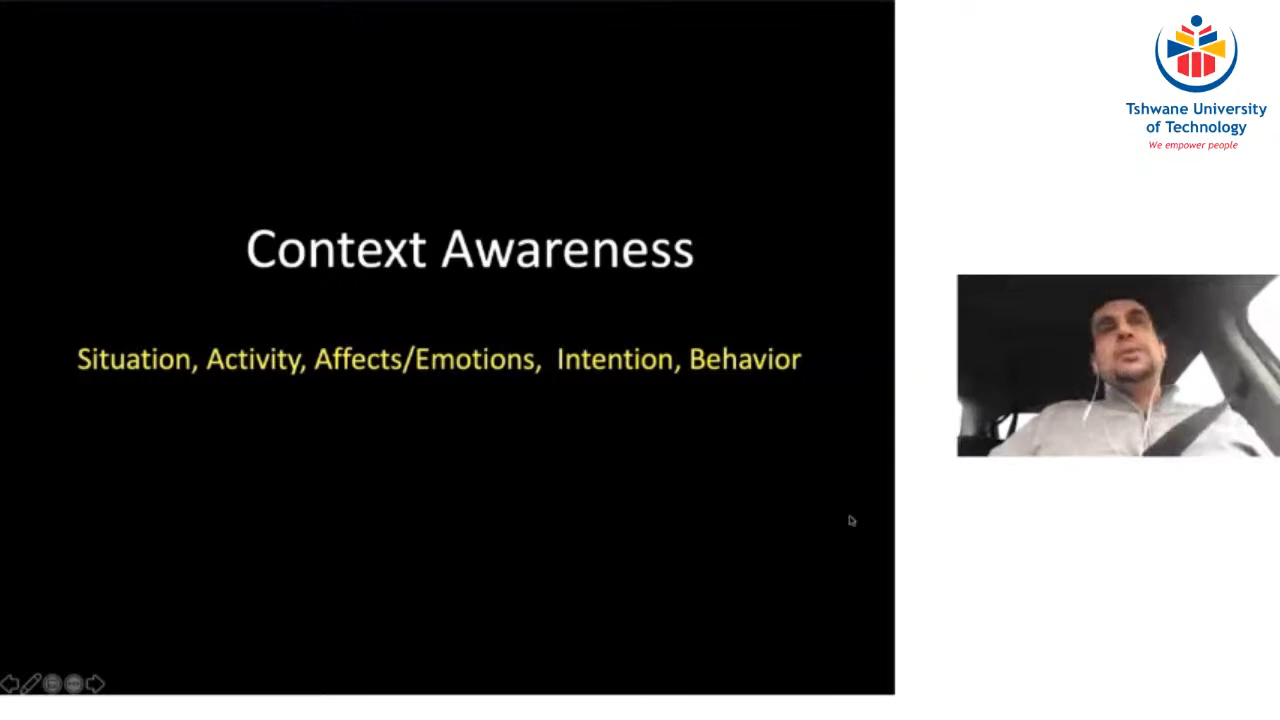 Context Awareness
Situation, Activity, Affects/Emotions, Intention, Behavior
Tshwane University
of Technology
We empower people